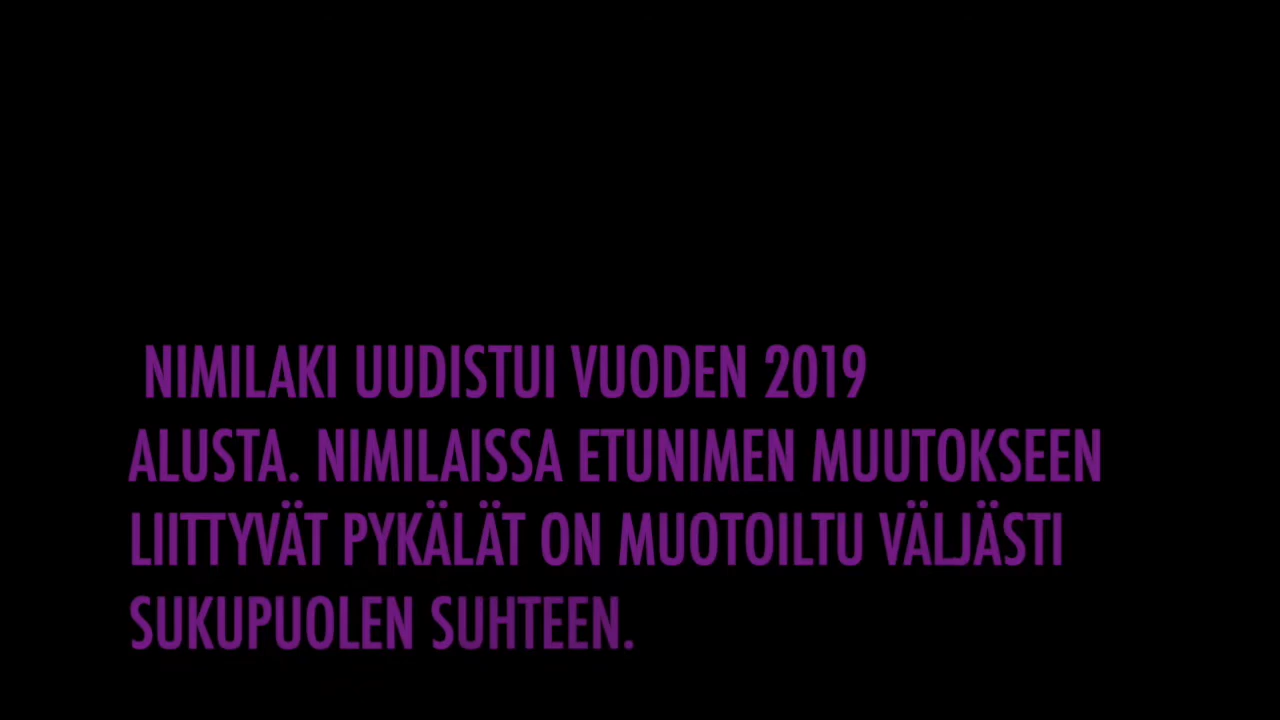 NIMILAKI UUDISTUI VUODEN 2019
ALUSTA. NIMILAISSA ETUNIMEN MUUTOKSEEN
LIITTYVÄT PYKÄLÄT ON MUOTOILTU VÄLJÄSTI
SUKUPUOLEN SUHTEEN.